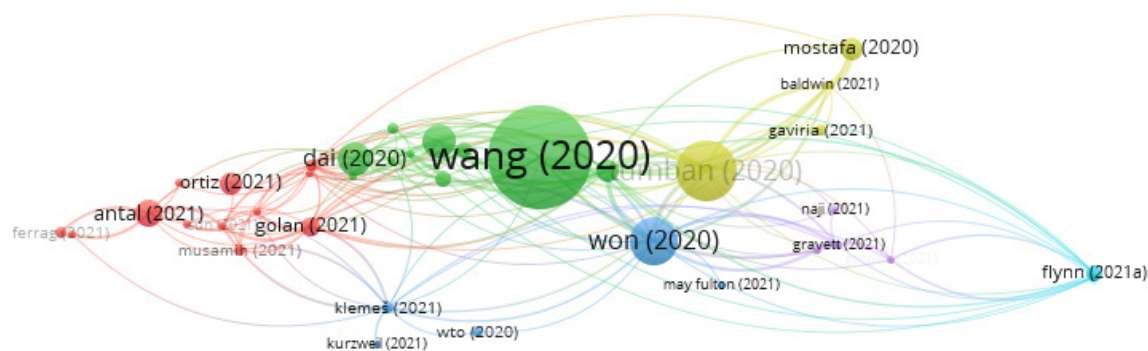 mostafa (2020)
baldwin (2021)
gaviria (2021)
dai (2020)
wang (2020)
(2020)
ortiz (2021)
antal (2021)
golan (2021)
ferrag (2021)
musamih (2021)
won (2020)
naji (2021)
gravett (2021)
flynn (2021a)
may fulton (2021)
klemeš (2021)
wto (2020)
kurzweil (2021)